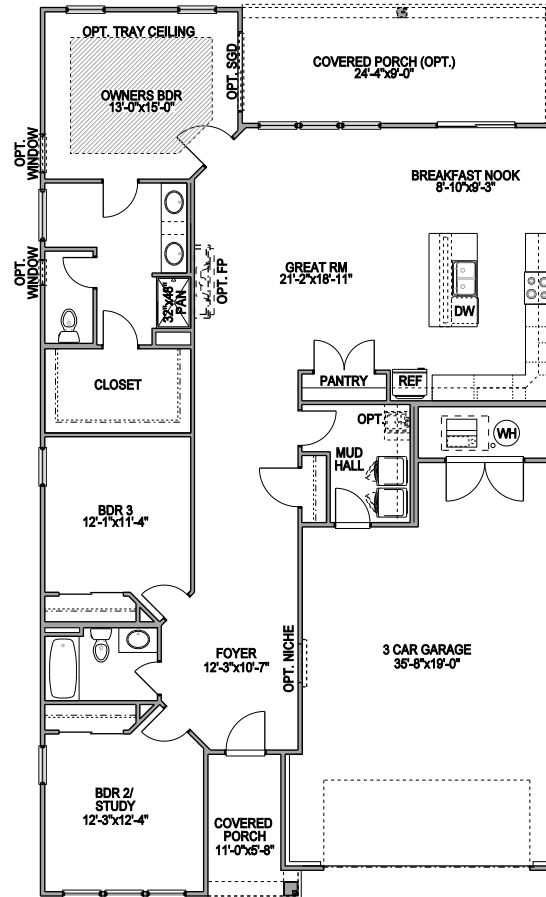 OPT. TRAY CEILING
OWNERS BDR
13'-0"x15'-0"
OPT. SGD
COVERED PORCH (OPT.)
24'-4"x9'-0"
OPT.
WINDOW
BREAKFAST NOOK
8'-10"x9'-3"
OPT.
WINDOW
32"x48"
PAN
OPT. FP
GREAT RM
21'-2"x18'-11"
DW
CLOSET
PANTRY
REF
OPT.
MUD
HALL
WH
BDR 3
12'-1"x11'-4"
FOYER
12'-3"x10'-7"
OPT. NICHE
3 CAR GARAGE
35'-8"x19'-0"
BDR 2/
STUDY
12'-3"x12'-4"
COVERED
PORCH
11'-0"x5'-8"